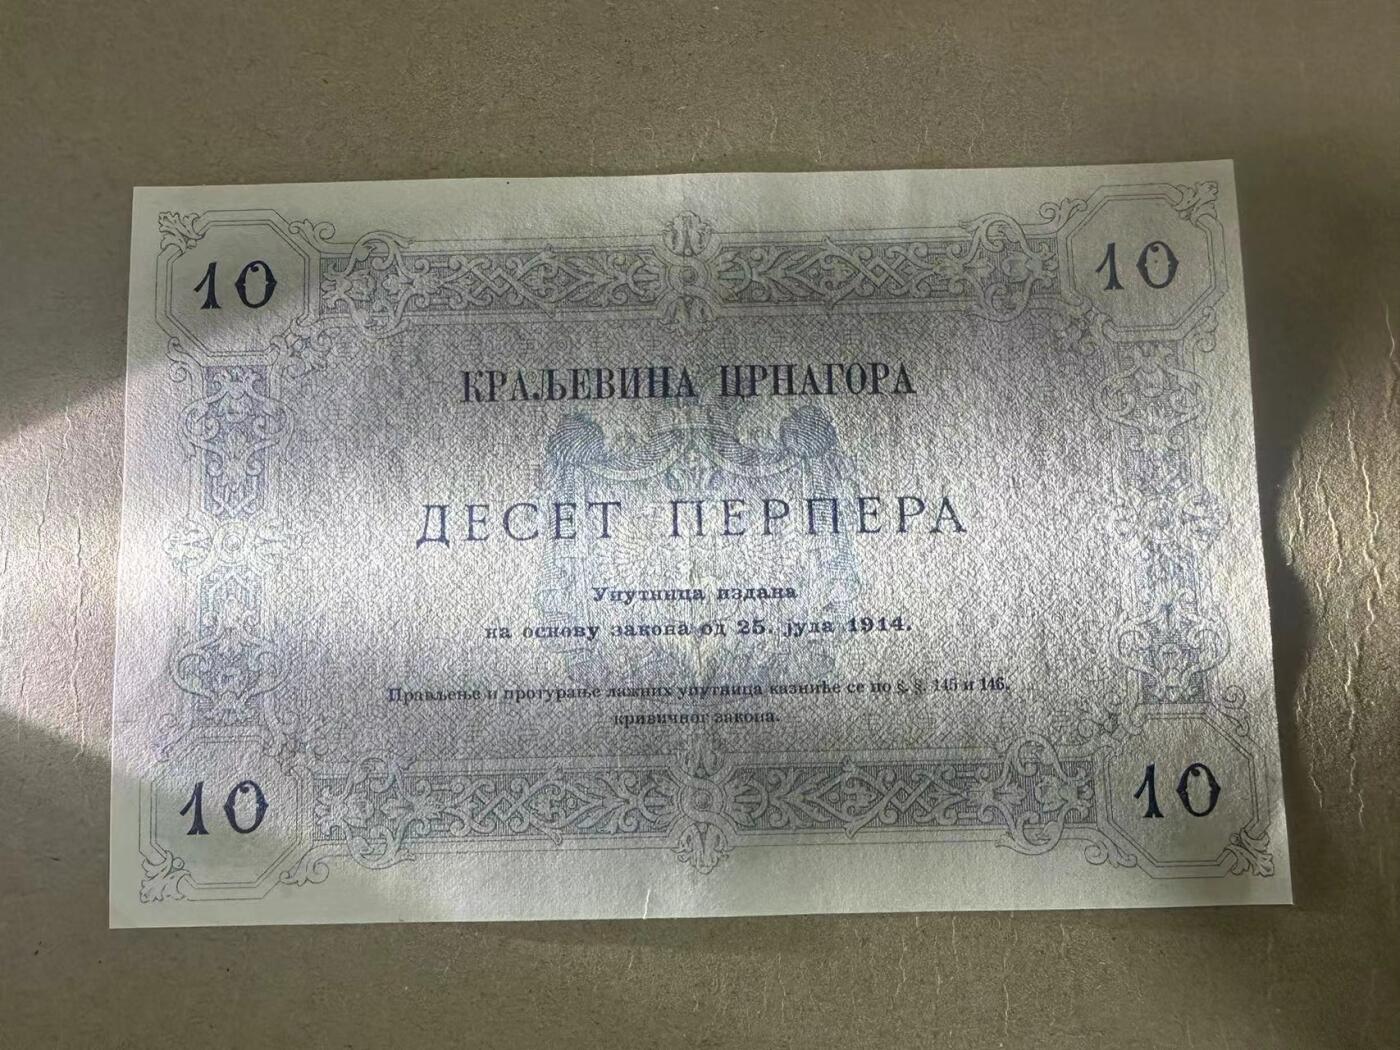 10 10
КРАЉЕВИНА ЦРНАГОРА
ДЕСЕТ ПЕРПЕРА
Упутница издана
на основу закона од 25. јула 1914.
Прављење и протурање лажних упутница казниће се по §. §. 145 и 146.
кривичног закона.
10 10